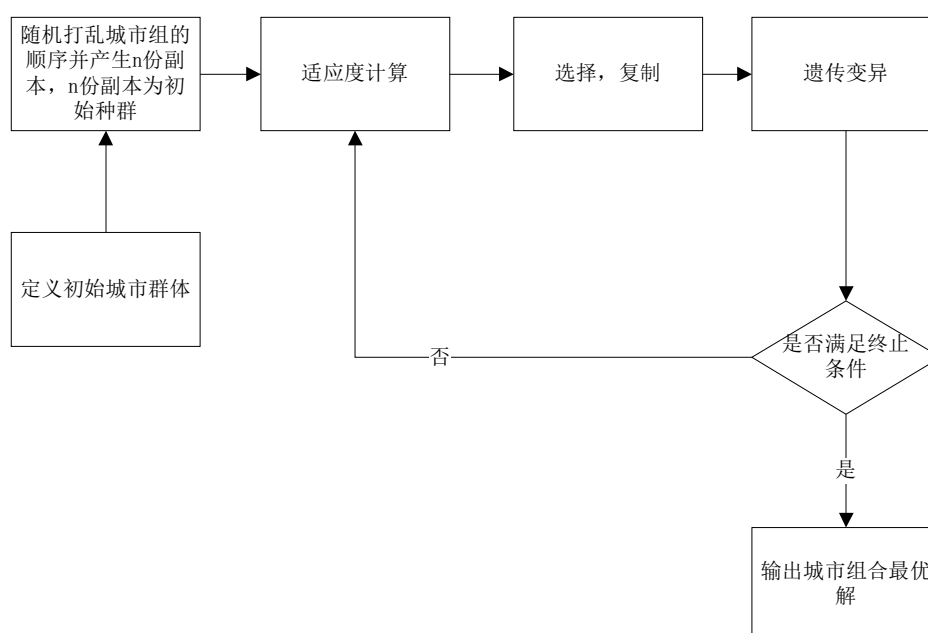 随机打乱城市组的
顺序并产生n份副
本，n份副本为初
始种群
适应度计算
选择，复制
遗传变异
定义初始城市群体
是否满足终止
条件
否
是
输出城市组合最优
解